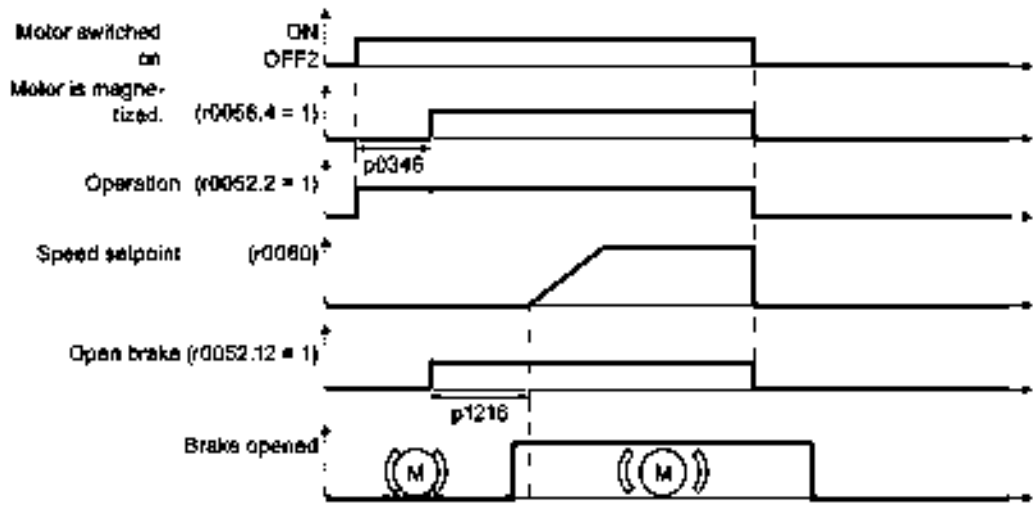 Motor switched ON
on OFF2
Motor is magne-
tized. (r0056.4 = 1)
p0346
Operation (r0052.2 = 1)
Speed setpoint (r0060)
Open brake (r0052.12 = 1)
p1216
Brake opened
M M